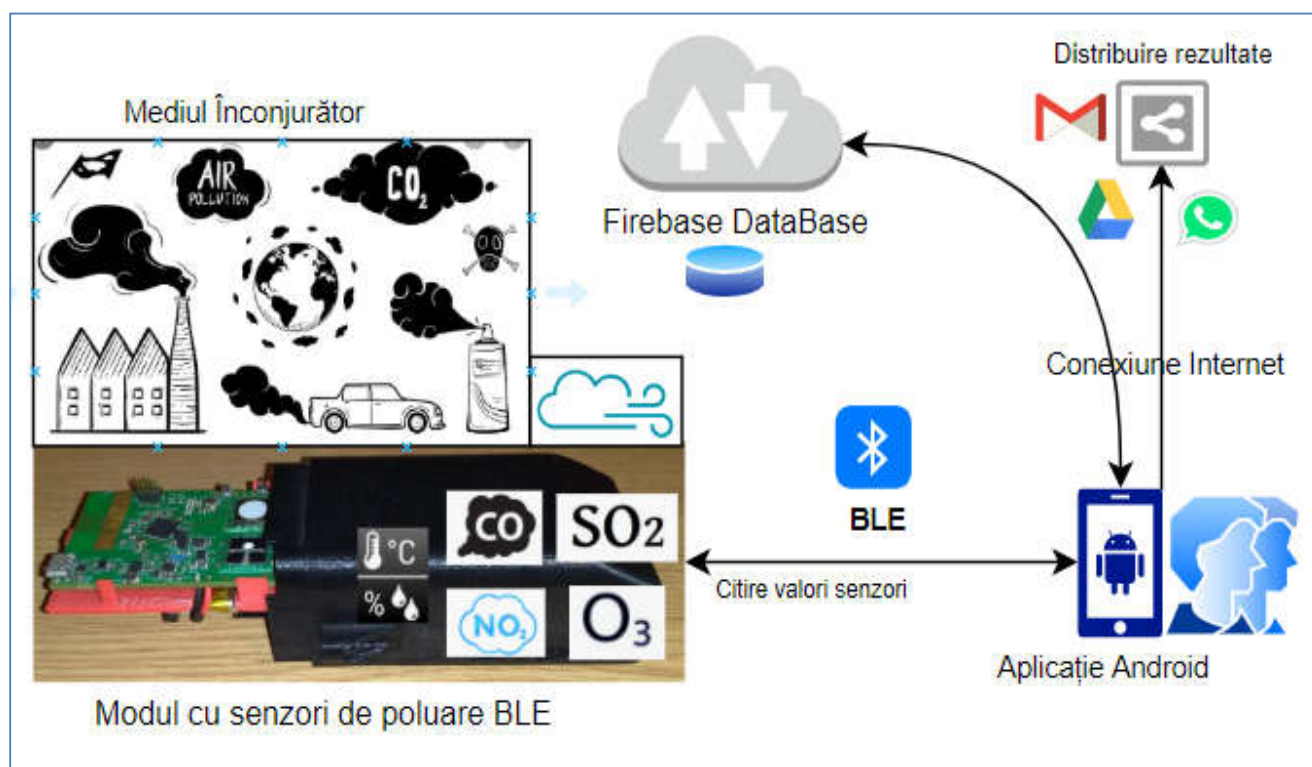 Distribuire rezultate
Mediul Înconjurător
AIR
POLLUTION
CO₂
Firebase DataBase
Conexiune Internet
BLE
CO
SO₂
°C
%
NO₂
O₃
Citire valori senzori
Aplicație Android
Modul cu senzori de poluare BLE